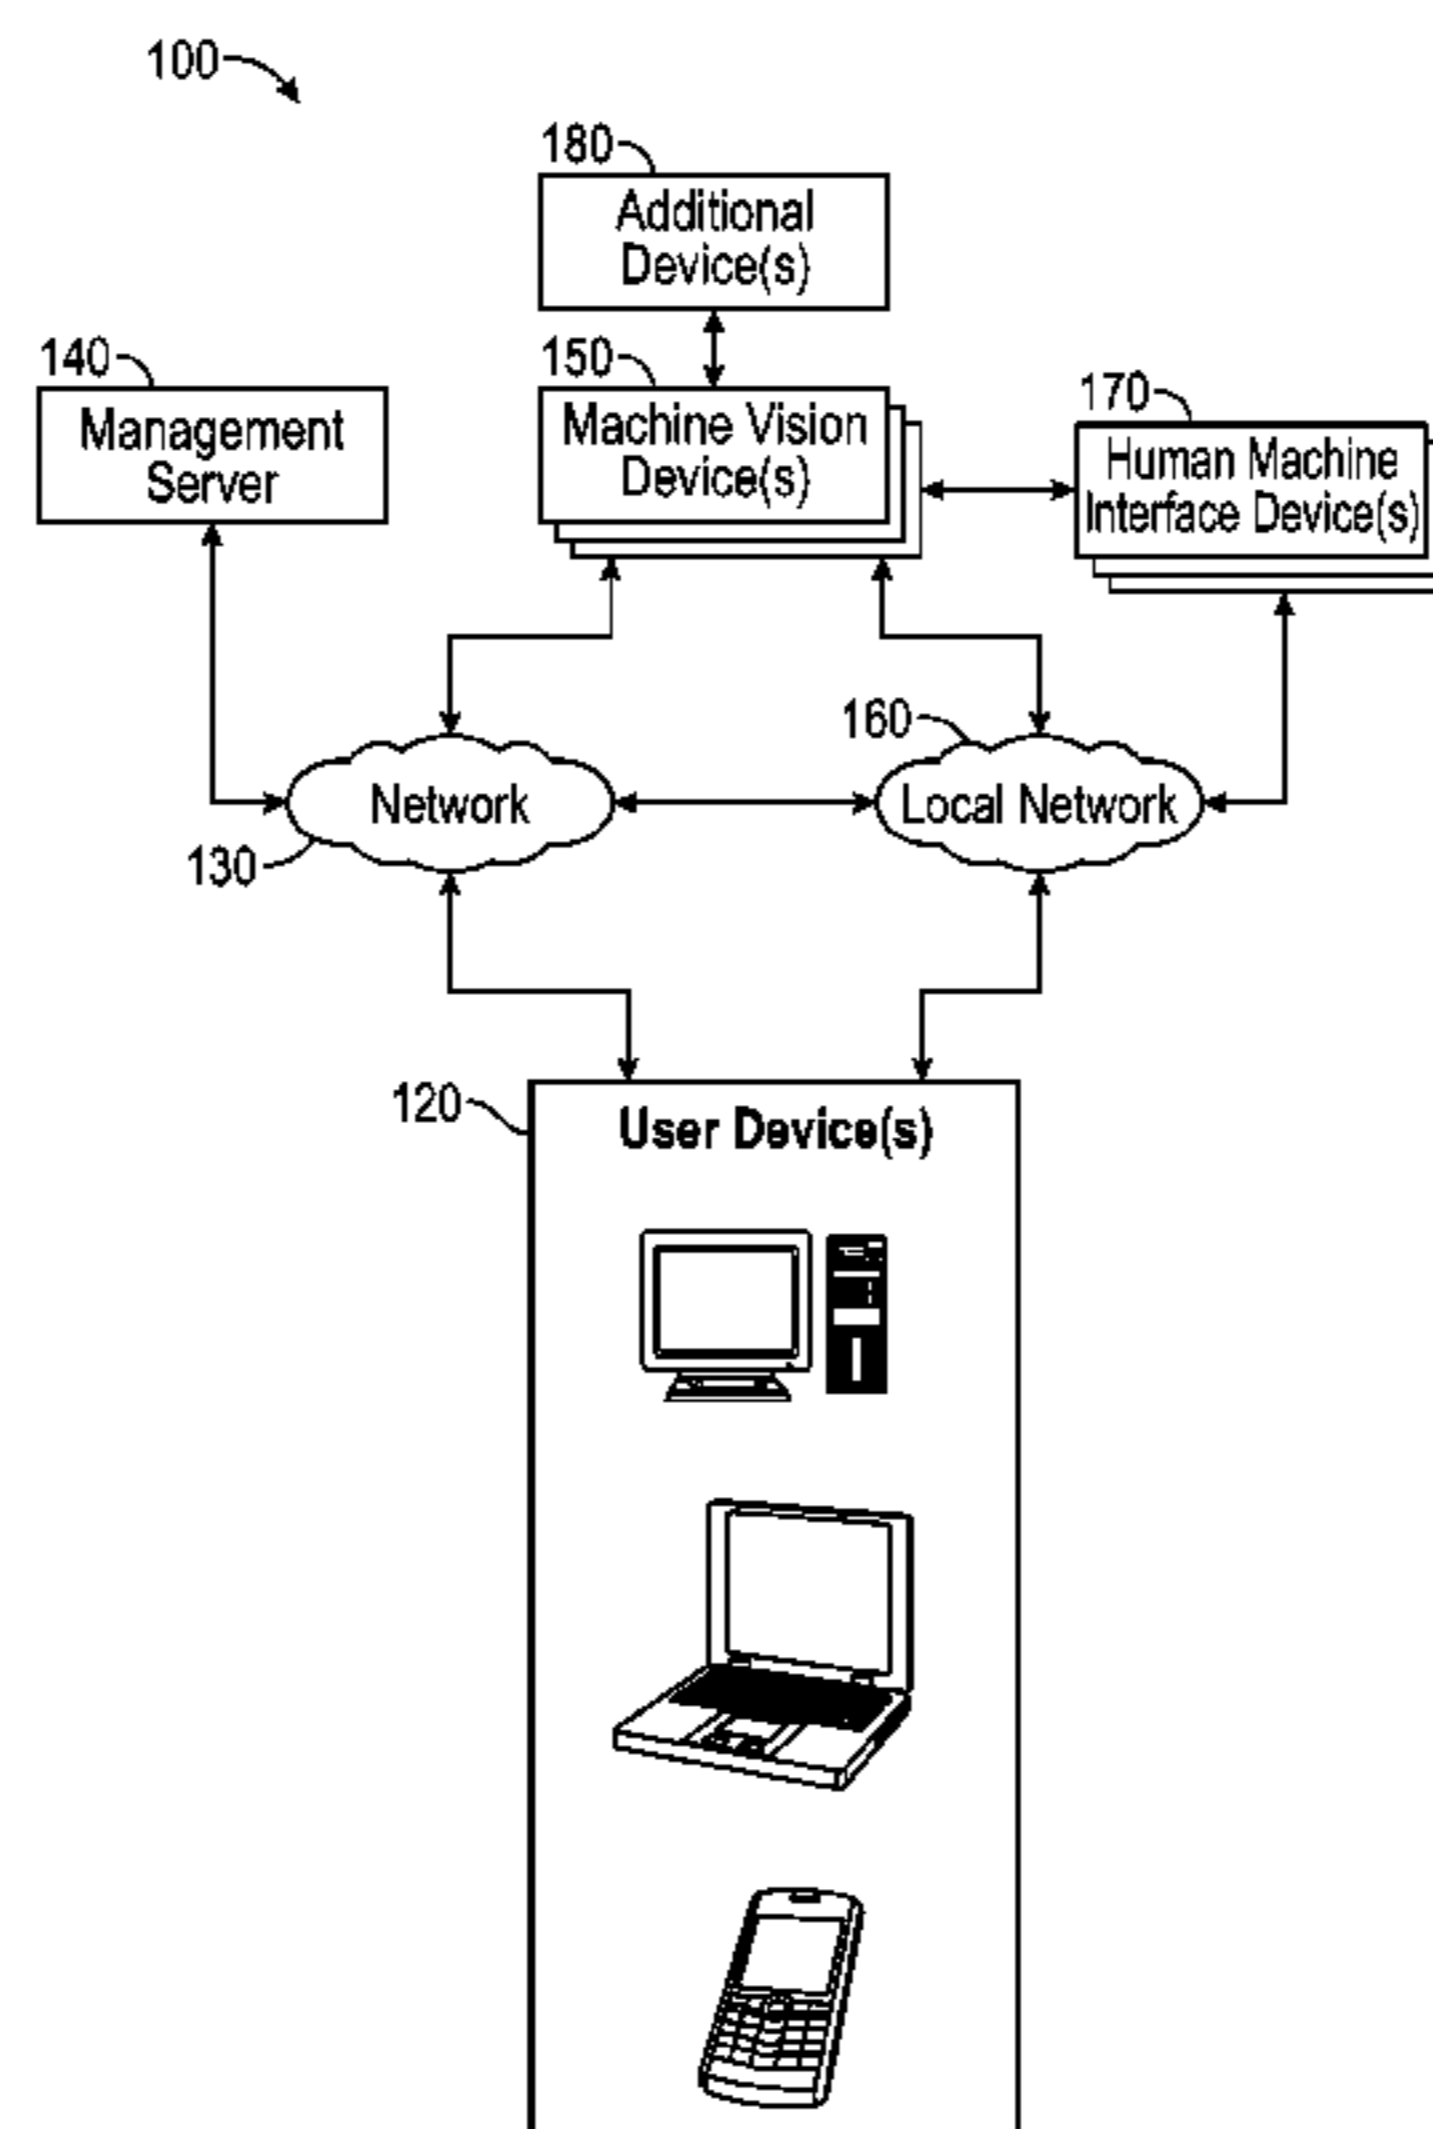 100
180
Additional
Device(s)
140
Management
Server
150
Machine Vision
Device(s)
170
Human Machine
Interface Device(s)
160
Network
Local Network
130
120
User Device(s)